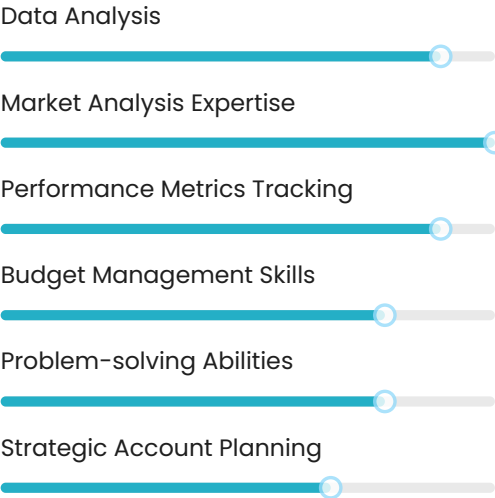 Data Analysis
Market Analysis Expertise
Performance Metrics Tracking
Budget Management Skills
Problem-solving Abilities
Strategic Account Planning